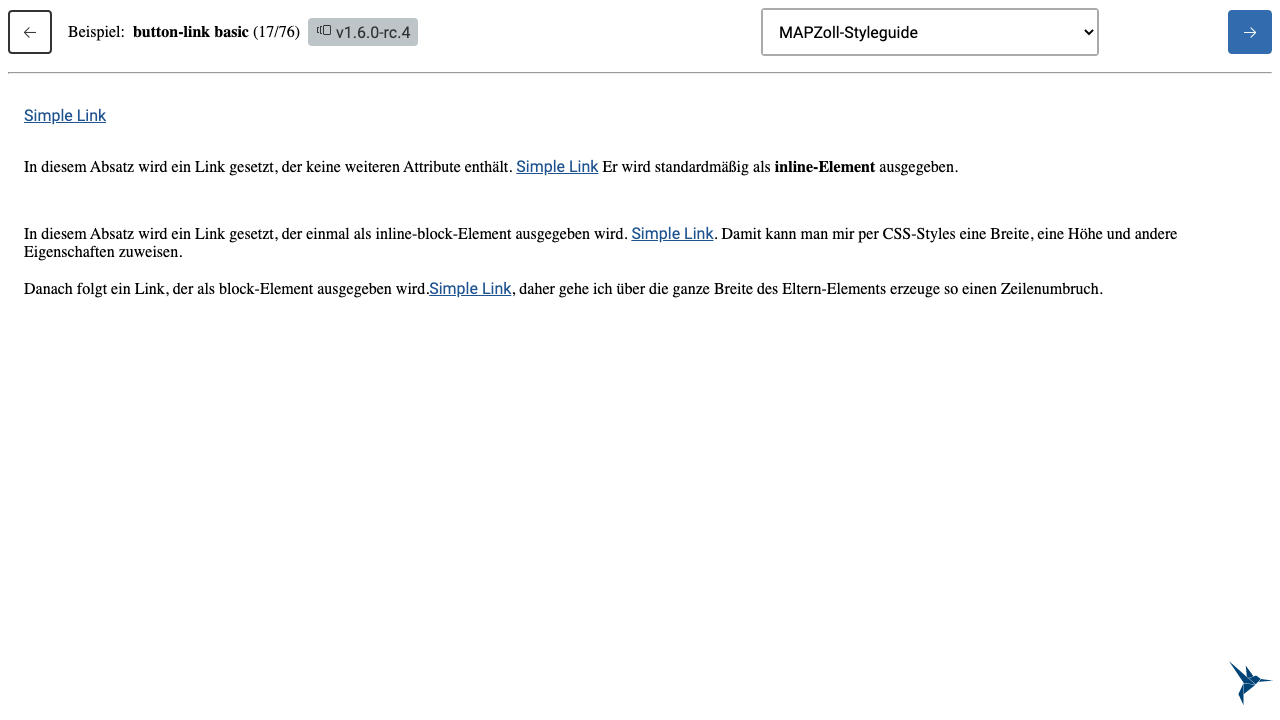 Beispiel: button-link basic (17/76) v1.6.0-rc.4 MAPZoll-Styleguide
Simple Link
In diesem Absatz wird ein Link gesetzt, der keine weiteren Attribute enthält. Simple Link Er wird standardmäßig als inline-Element ausgegeben.
In diesem Absatz wird ein Link gesetzt, der einmal als inline-block-Element ausgegeben wird. Simple Link. Damit kann man mir per CSS-Styles eine Breite, eine Höhe und andere
Eigenschaften zuweisen.
Danach folgt ein Link, der als block-Element ausgegeben wird.Simple Link, daher gehe ich über die ganze Breite des Eltern-Elements erzeuge so einen Zeilenumbruch.